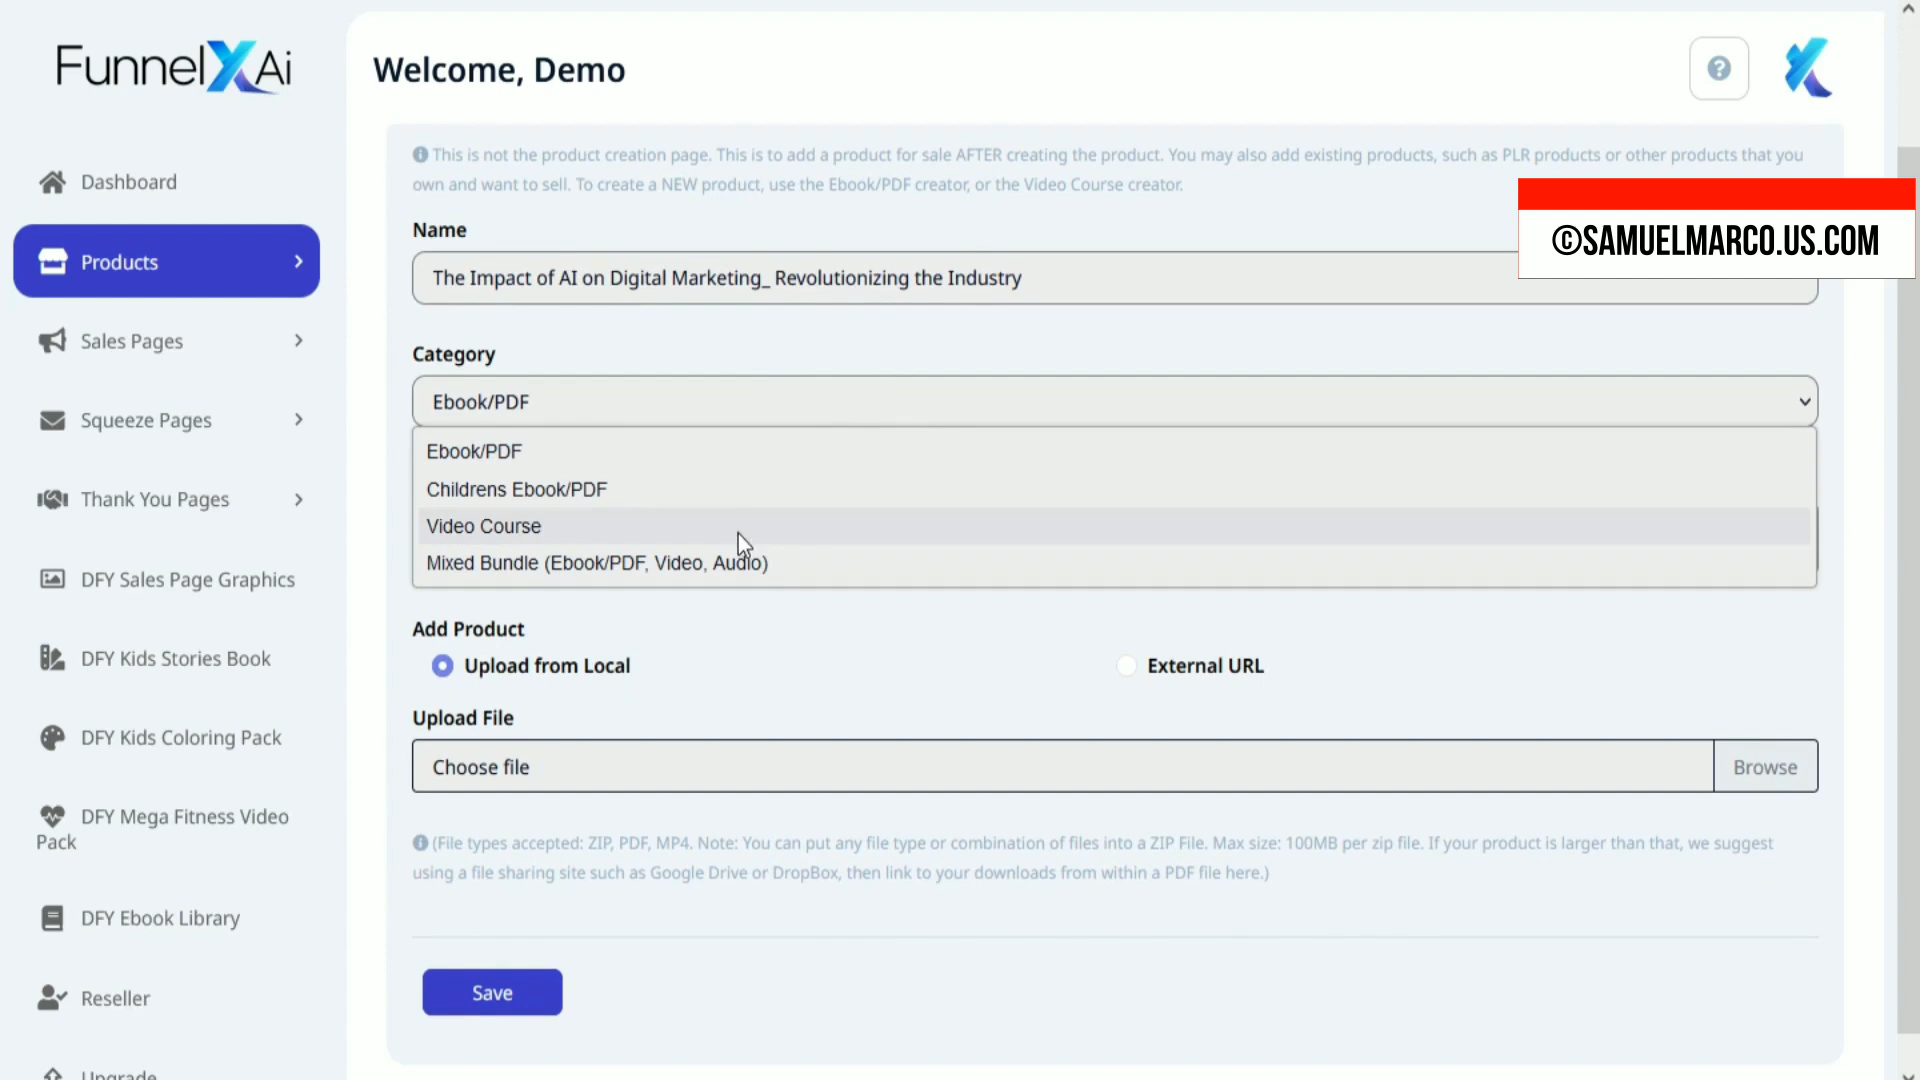 FunnelXAi
Welcome, Demo
?
Dashboard
Products
Sales Pages
Squeeze Pages
Thank You Pages
DFY Sales Page Graphics
DFY Kids Stories Book
DFY Kids Coloring Pack
DFY Mega Fitness Video
Pack
DFY Ebook Library
Reseller
Upgrade
This is not the product creation page. This is to add a product for sale AFTER creating the product. You may also add existing products, such as PLR products or other products that you
own and want to sell. To create a NEW product, use the Ebook/PDF creator, or the Video Course creator.
©SAMUELMARCO.US.COM
Name
The Impact of AI on Digital Marketing_ Revolutionizing the Industry
Category
Ebook/PDF
Ebook/PDF
Childrens Ebook/PDF
Video Course
Mixed Bundle (Ebook/PDF, Video, Audio)
Add Product
Upload from Local
External URL
Upload File
Choose file
Browse
(File types accepted: ZIP, PDF, MP4. Note: You can put any file type or combination of files into a ZIP File. Max size: 100MB per zip file. If your product is larger than that, we suggest
using a file sharing site such as Google Drive or DropBox, then link to your downloads from within a PDF file here.)
Save